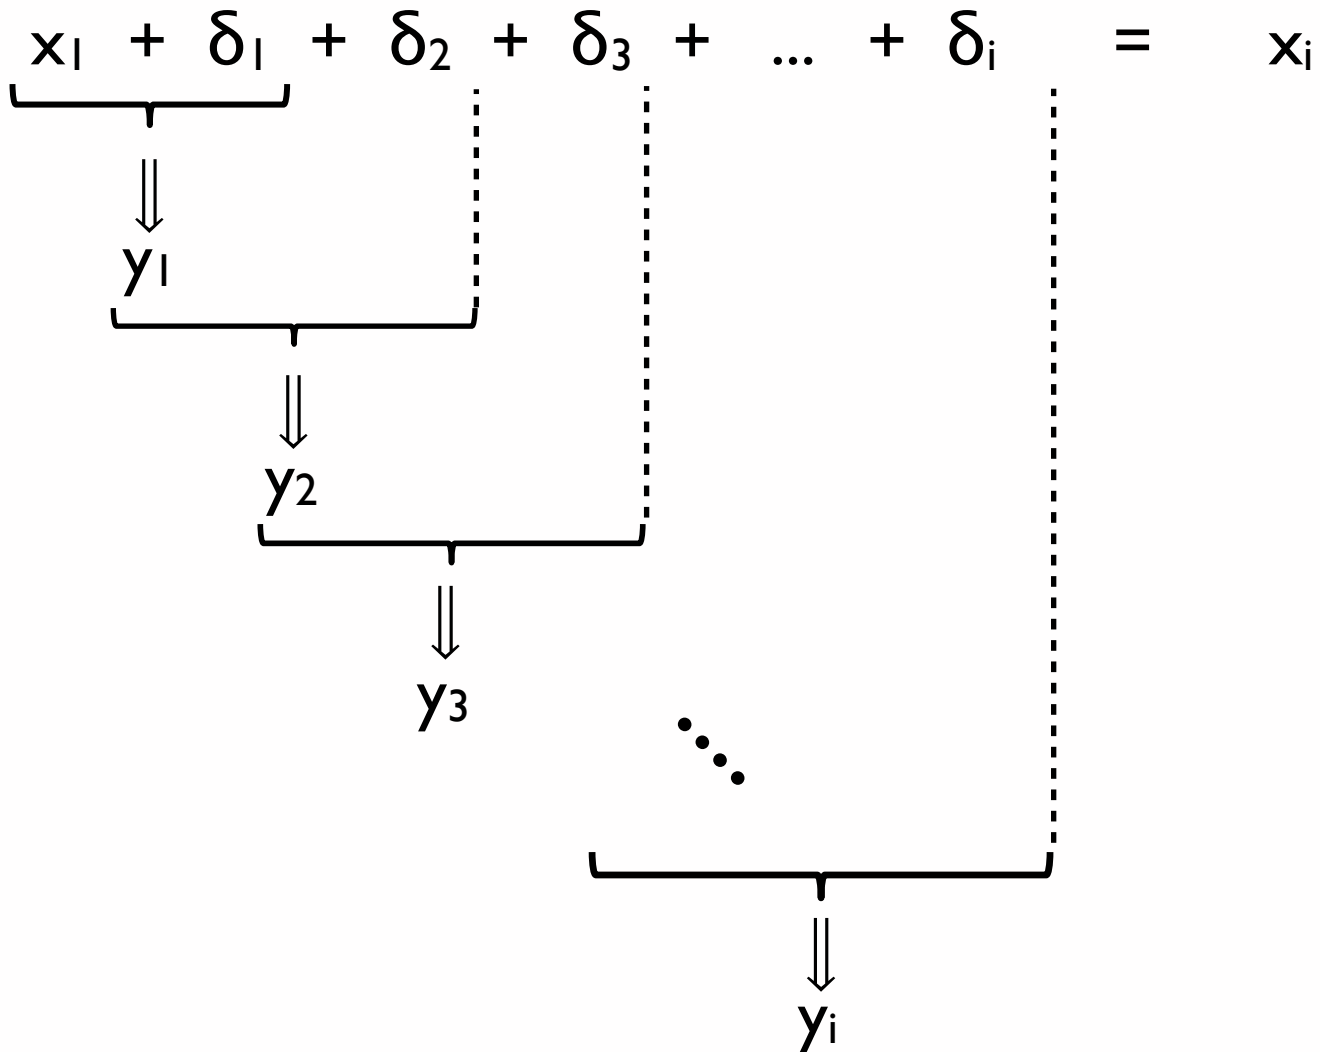 x1 + δ1 + δ2 + δ3 + ... + δi = xi
⇓
y1
⇓
y2
⇓
y3
⇓
yi